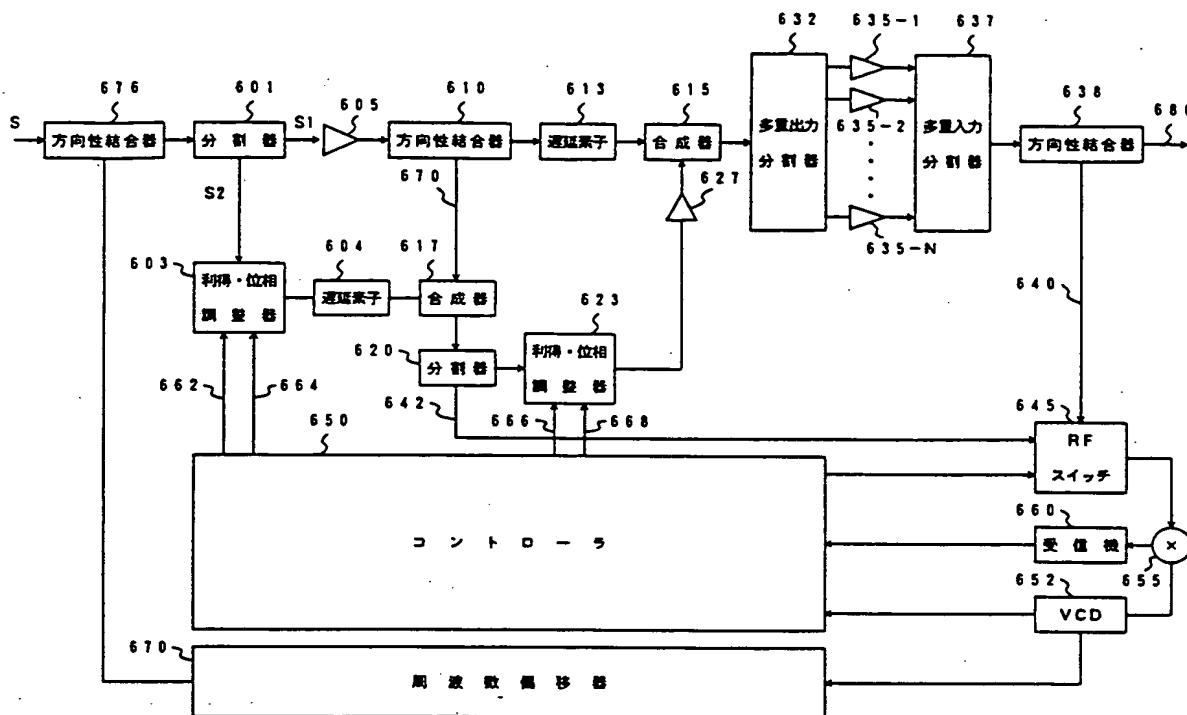 632
635-1
637
676
601
605
610
613
615
638
680
S
方向性結合器
分割器
S1
方向性結合器
遅延素子
合成器
多重出力
分割器
635-2
635-N
多重入力
分割器
方向性結合器
S2
670
627
603
利得・位相
調整器
604
遅延素子
617
合成器
623
利得・位相
調整器
620
分割器
640
662
664
642
666
668
645
RF
スイッチ
650
コントローラ
660
受信機
×
655
652
VCD
670
周波数偏移器